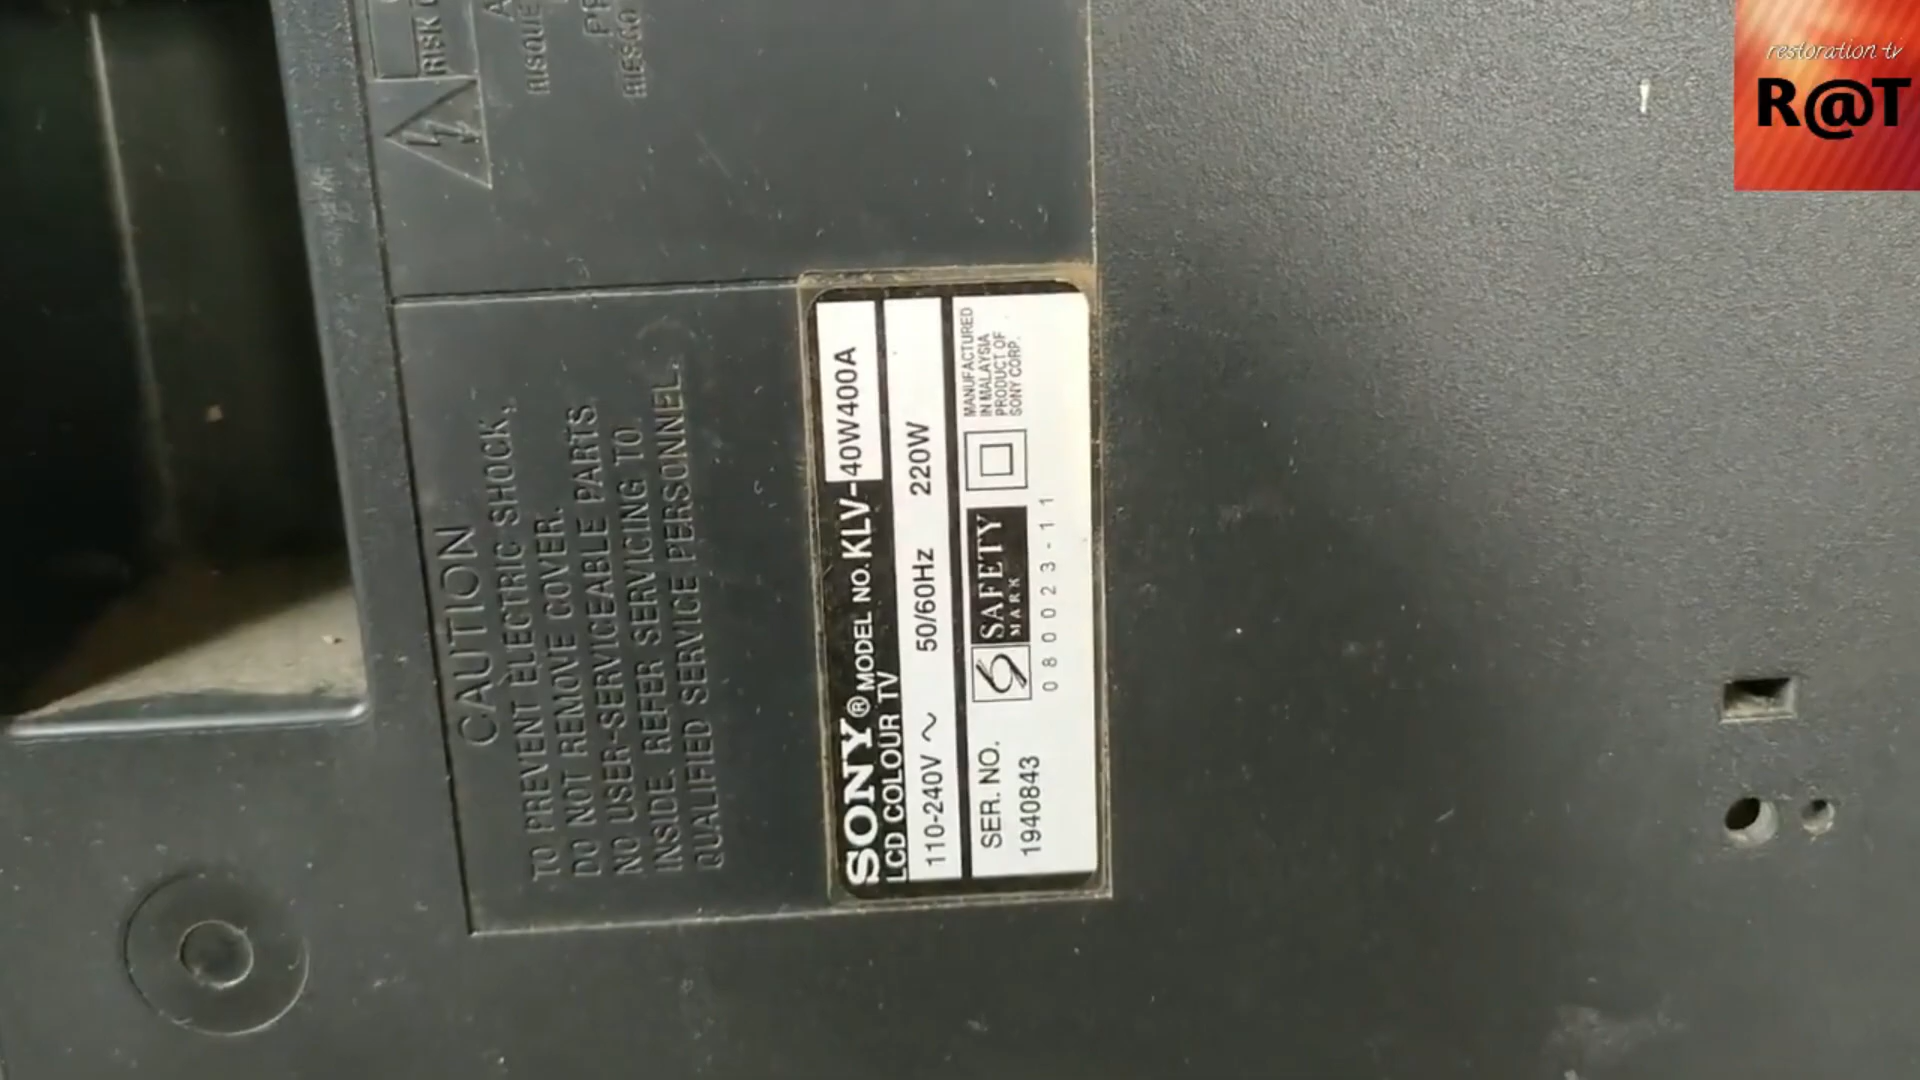 restoration tv
R@T
RISK O
RISQUE
RIESGO
CAUTION
TO PREVENT ELECTRIC SHOCK,
DO NOT REMOVE COVER.
NO USER-SERVICEABLE PARTS
INSIDE. REFER SERVICING TO
QUALIFIED SERVICE PERSONNEL.
SONY® MODEL NO. KLV-40W400A
LCD COLOUR TV
110-240V ~ 50/60Hz 220W
SER. NO.
1940843
SAFETY
MARK
080023-11
MANUFACTURED
IN MALAYSIA
PRODUCT OF
SONY CORP.